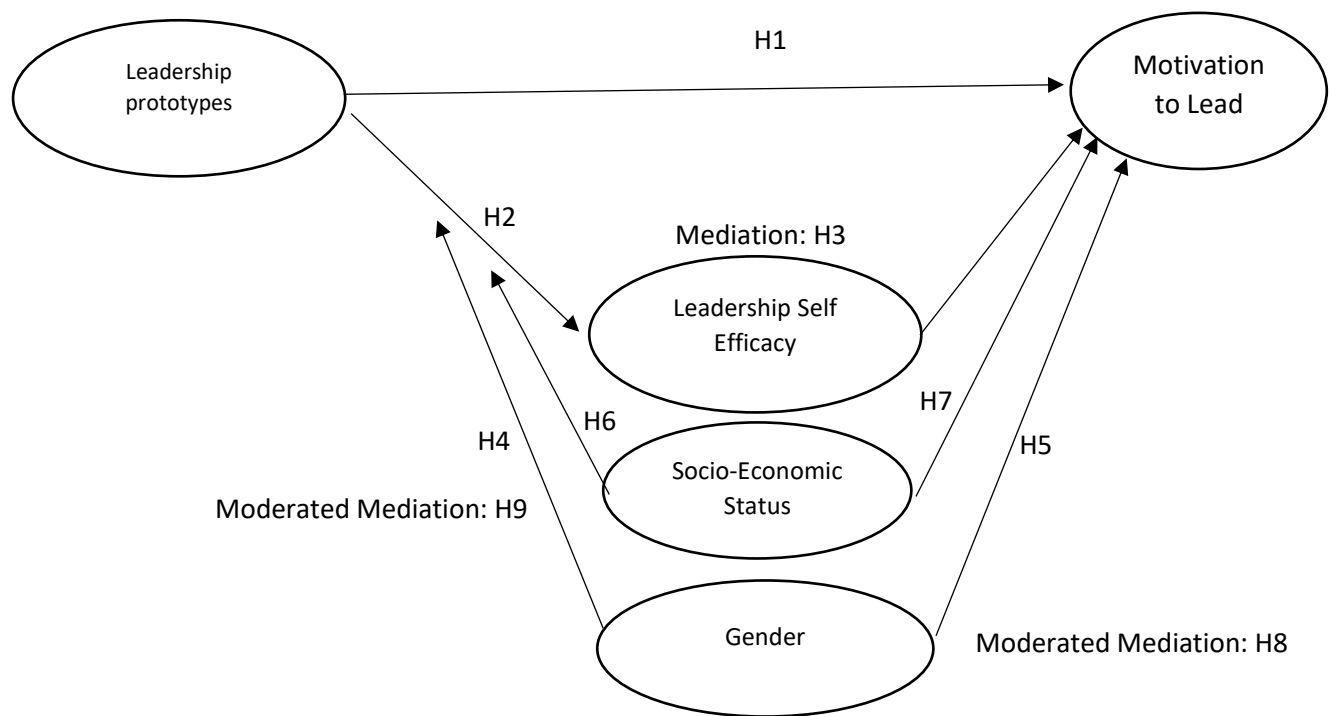 H1
Leadership
prototypes
Motivation
to Lead
H2
Mediation: H3
Leadership Self
Efficacy
H7
H6
H4
H5
Socio-Economic
Status
Moderated Mediation: H9
Gender
Moderated Mediation: H8